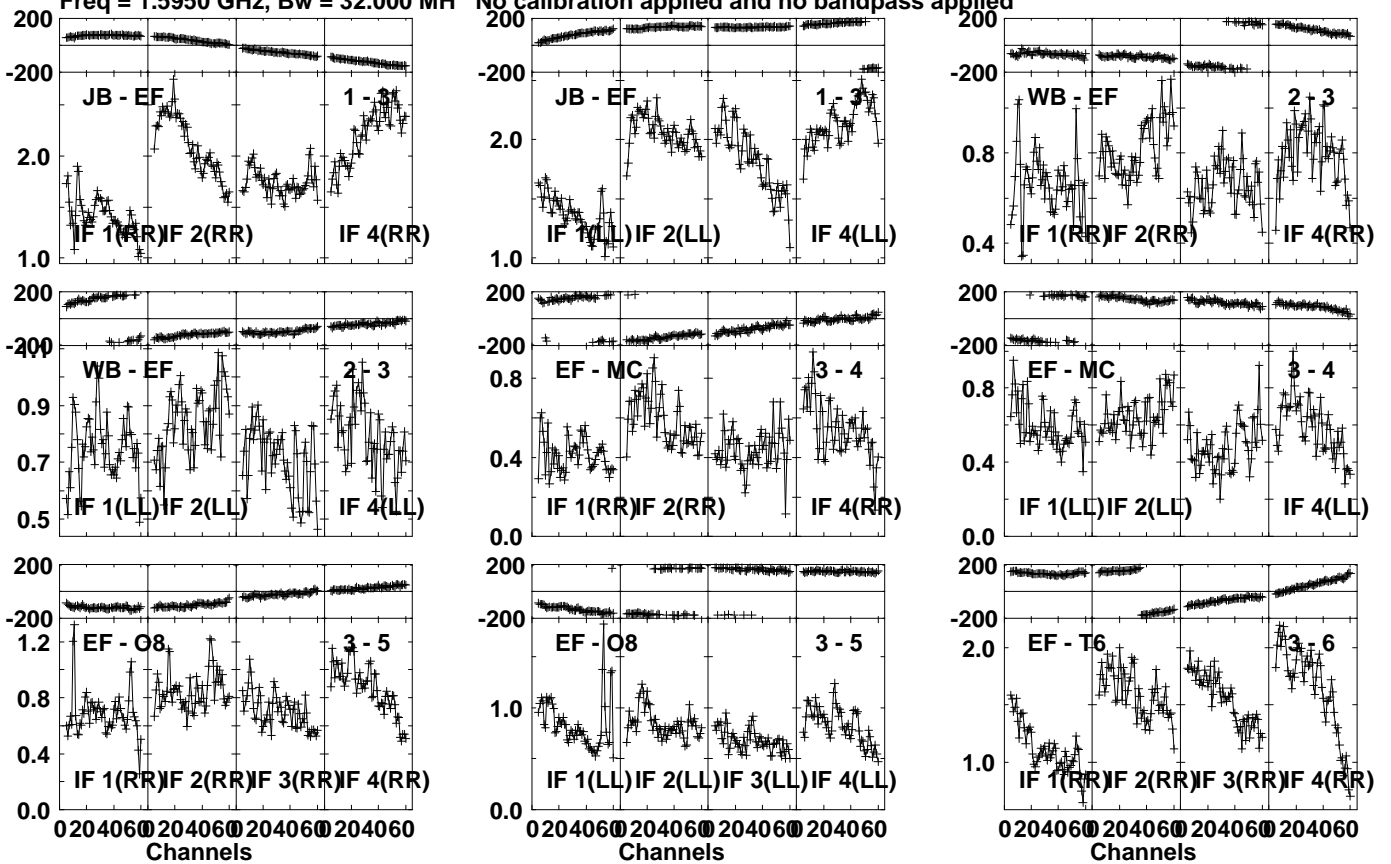 Freq = 1.5950 GHz, Bw = 32.000 MH No calibration applied and no bandpass applied
200
-200
JB - EF 1 - 3
2.0
1.0
IF 1(RR) IF 2(RR) IF 4(RR)
JB - EF 1 - 3
2.0
1.0
IF 1(LL) IF 2(LL) IF 4(LL)
200
-200
WB - EF 2 - 3
0.8
0.4
IF 1(RR) IF 2(RR) IF 4(RR)
200
-200
WB - EF 2 - 3
0.9
0.7
0.5
IF 1(LL) IF 2(LL) IF 4(LL)
200
-200
EF - MC 3 - 4
0.8
0.4
0.0
IF 1(RR) IF 2(RR) IF 4(RR)
200
-200
EF - MC 3 - 4
0.8
0.4
0.0
IF 1(LL) IF 2(LL) IF 4(LL)
200
-200
EF - O8 3 - 5
1.2
0.8
0.4
0.0
IF 1(RR) IF 2(RR) IF 3(RR) IF 4(RR)
0 20 40 60 0 20 40 60 0 20 40 60 0 20 40 60
Channels
200
-200
EF - O8 3 - 5
1.0
0.0
IF 1(LL) IF 2(LL) IF 3(LL) IF 4(LL)
0 20 40 60 0 20 40 60 0 20 40 60 0 20 40 60
Channels
200
-200
EF - T6 3 - 6
2.0
1.0
IF 1(RR) IF 2(RR) IF 3(RR) IF 4(RR)
0 20 40 60 0 20 40 60 0 20 40 60 0 20 40 60
Channels